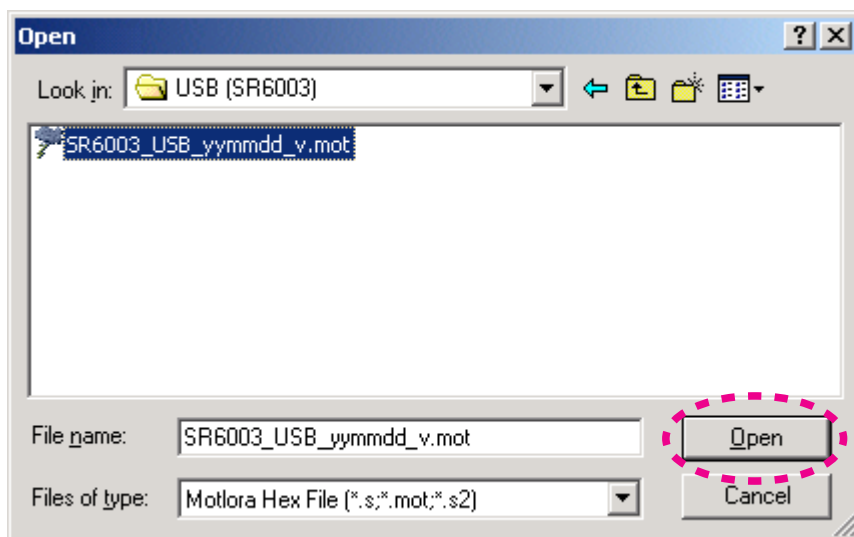 Open
Look in: USB (SR6003)
SR6003_USB_yymmdd_v.mot
File name: SR6003_USB_yymmdd_v.mot Open
Files of type: Motlora Hex File (*.s;*.mot;*.s2) Cancel